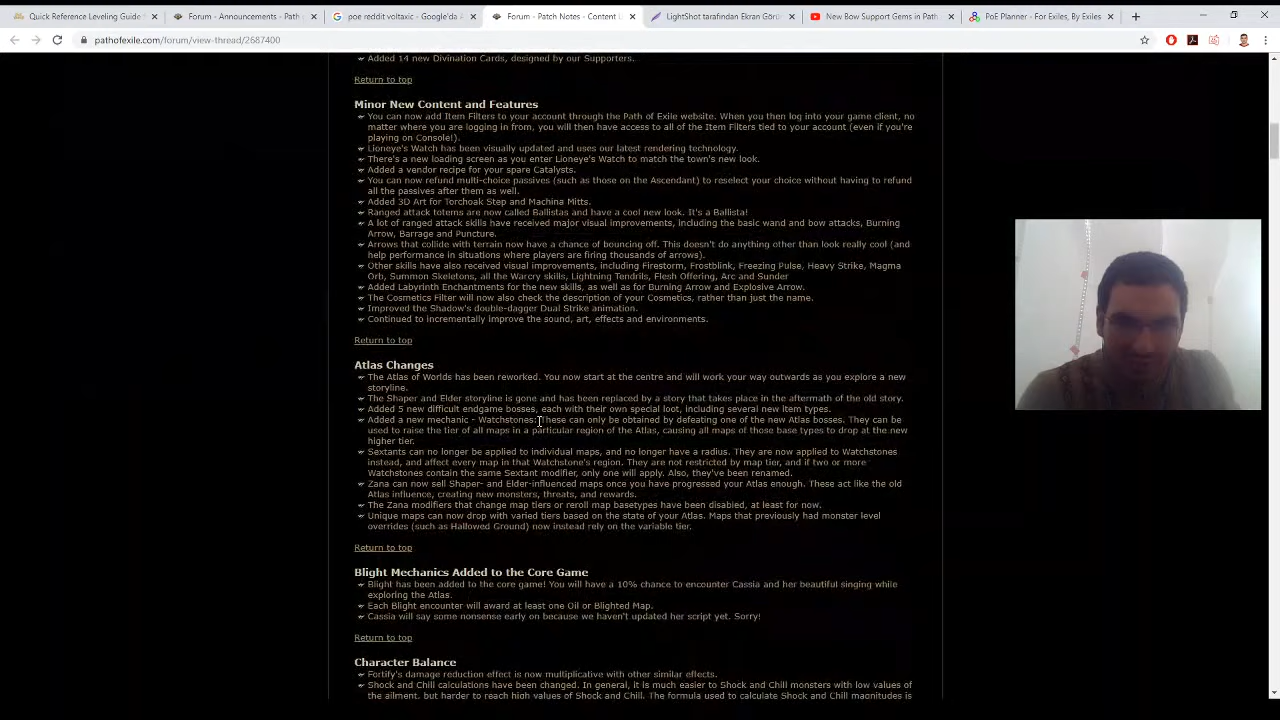 Quick Reference Leveling Guide
Forum - Announcements - Path
poe reddit voltaxic - Google'da
Forum - Patch Notes - Content
LightShot tarafından Ekran Görü
New Bow Support Gems in Path
PoE Planner - For Exiles, By Exiles
pathofexile.com/forum/view-thread/2687400
Added 14 new Divination Cards, designed by our Supporters.
Return to top
Minor New Content and Features
You can now add Item Filters to your account through the Path of Exile website. When you then log into your game client, no
matter where you are logging in from, you will then have access to all of the Item Filters tied to your account (even if you're
playing on Console!).
Lioneye's Watch has been visually updated and uses our latest rendering technology.
There's a new loading screen as you enter Lioneye's Watch to match the town's new look.
Added a vendor recipe for your spare Catalysts.
You can now refund multi-choice passives (such as those on the Ascendant) to reselect your choice without having to refund
all the passives after them as well.
Added 3D Art for Torchoak Step and Machina Mitts.
Ranged attack totems are now called Ballistas and have a cool new look. It's a Ballista!
A lot of ranged attack skills have received major visual improvements, including the basic wand and bow attacks, Burning
Arrow, Barrage and Puncture.
Arrows that collide with terrain now have a chance of bouncing off. This doesn't do anything other than look really cool (and
help performance in situations where players are firing thousands of arrows).
Other skills have also received visual improvements, including Firestorm, Frostblink, Freezing Pulse, Heavy Strike, Magma
Orb, Summon Skeletons, all the Warcry skills, Lightning Tendrils, Flesh Offering, Arc and Sunder
Added Labyrinth Enchantments for the new skills, as well as for Burning Arrow and Explosive Arrow.
The Cosmetics Filter will now also check the description of your Cosmetics, rather than just the name.
Improved the Shadow's double-dagger Dual Strike animation.
Continued to incrementally improve the sound, art, effects and environments.
Return to top
Atlas Changes
The Atlas of Worlds has been reworked. You now start at the centre and will work your way outwards as you explore a new
storyline.
The Shaper and Elder storyline is gone and has been replaced by a story that takes place in the aftermath of the old story.
Added 5 new difficult endgame bosses, each with their own special loot, including several new item types.
Added a new mechanic - Watchstones: These can only be obtained by defeating one of the new Atlas bosses. They can be
used to raise the tier of all maps in a particular region of the Atlas, causing all maps of those base types to drop at the new
higher tier.
Sextants can no longer be applied to individual maps, and no longer have a radius. They are now applied to Watchstones
instead, and affect every map in that Watchstone's region. They are not restricted by map tier, and if two or more
Watchstones contain the same Sextant modifier, only one will apply. Also, they've been renamed.
Zana can now sell Shaper- and Elder-influenced maps once you have progressed your Atlas enough. These act like the old
Atlas influence, creating new monsters, threats, and rewards.
The Zana modifiers that change map tiers or reroll map basetypes have been disabled, at least for now.
Unique maps can now drop with varied tiers based on the state of your Atlas. Maps that previously had monster level
overrides (such as Hallowed Ground) now instead rely on the variable tier.
Return to top
Blight Mechanics Added to the Core Game
Blight has been added to the core game! You will have a 10% chance to encounter Cassia and her beautiful singing while
exploring the Atlas.
Each Blight encounter will award at least one Oil or Blighted Map.
Cassia will say some nonsense early on because we haven't updated her script yet. Sorry!
Return to top
Character Balance
Fortify's damage reduction effect is now multiplicative with other similar effects.
Shock and Chill calculations have been changed. In general, it is much easier to Shock and Chill monsters with low values of
the ailment, but harder to reach high values of Shock and Chill. The formula used to calculate Shock and Chill magnitudes is